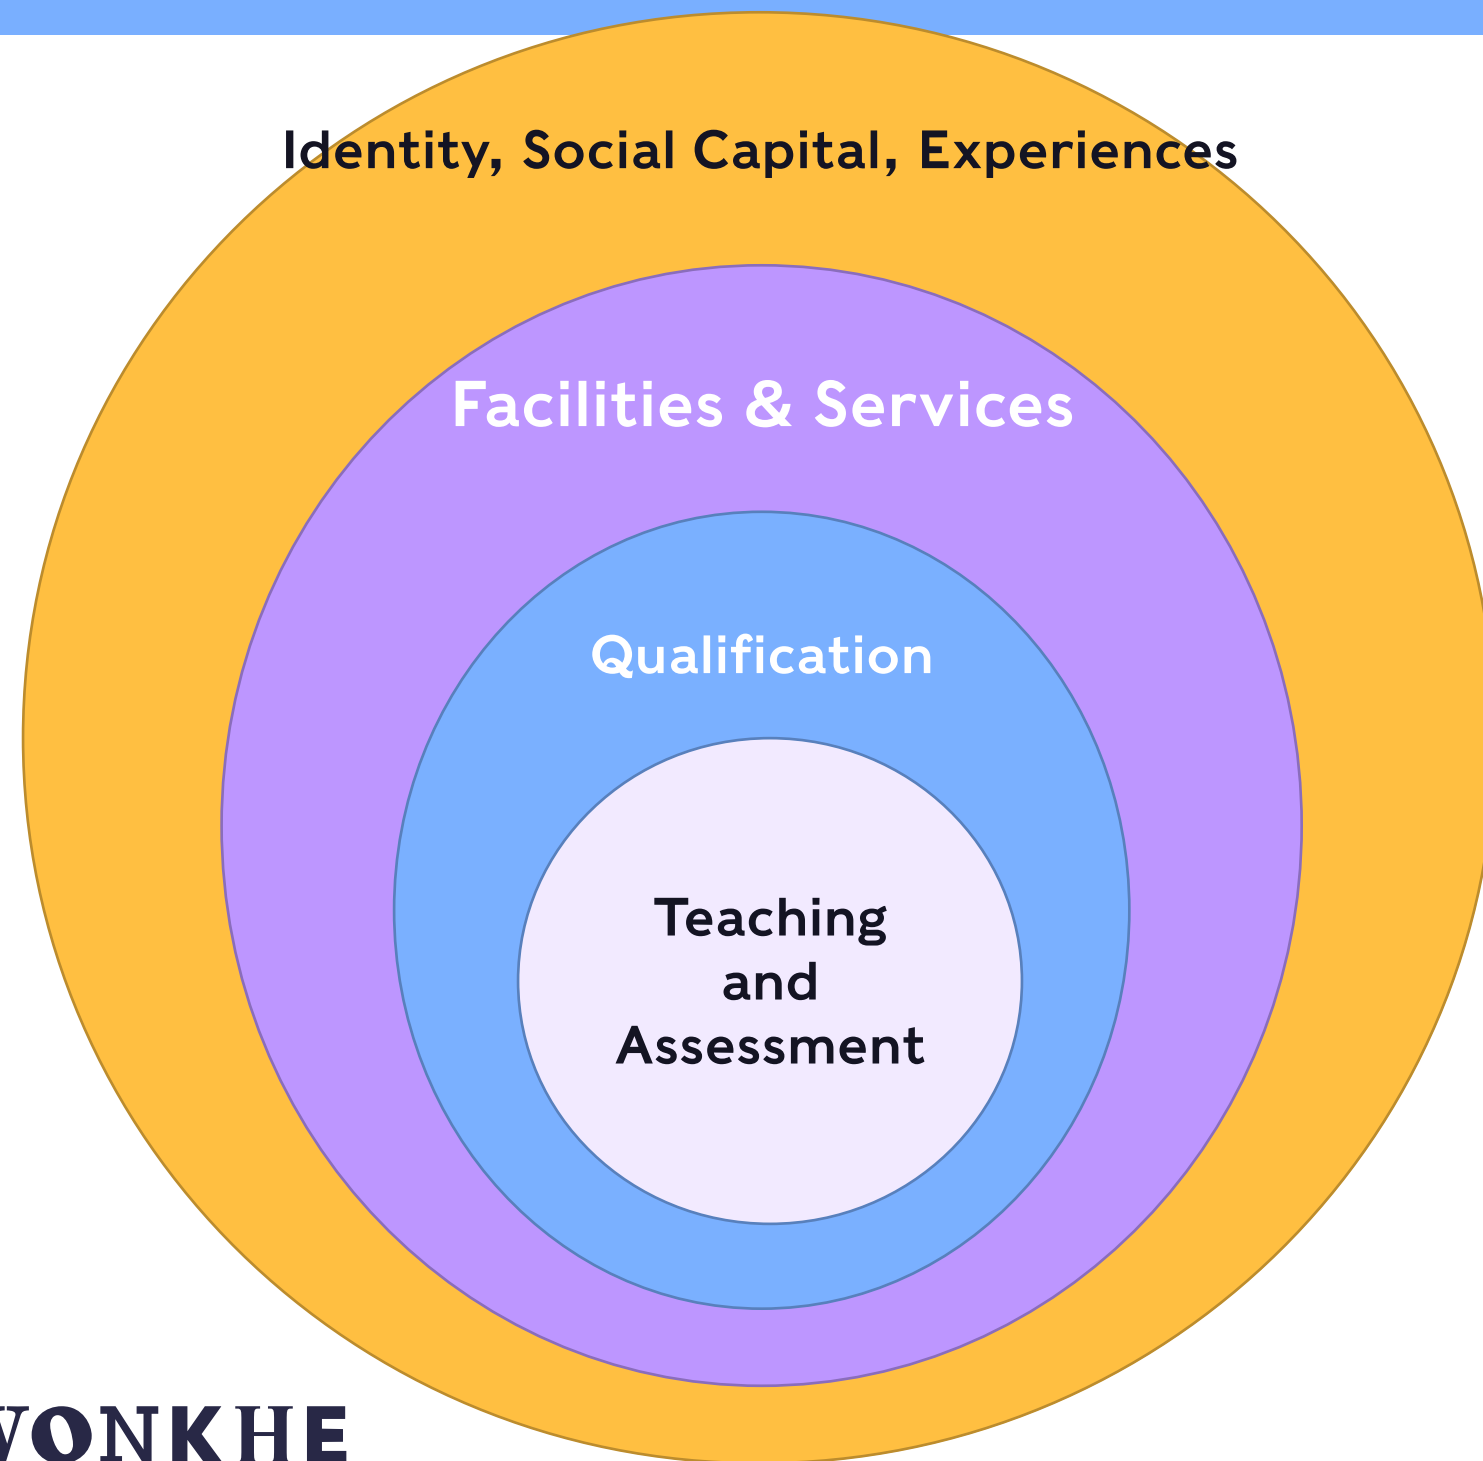 Identity, Social Capital, Experiences
Facilities & Services
Qualification
Teaching
and
Assessment
WONKHE